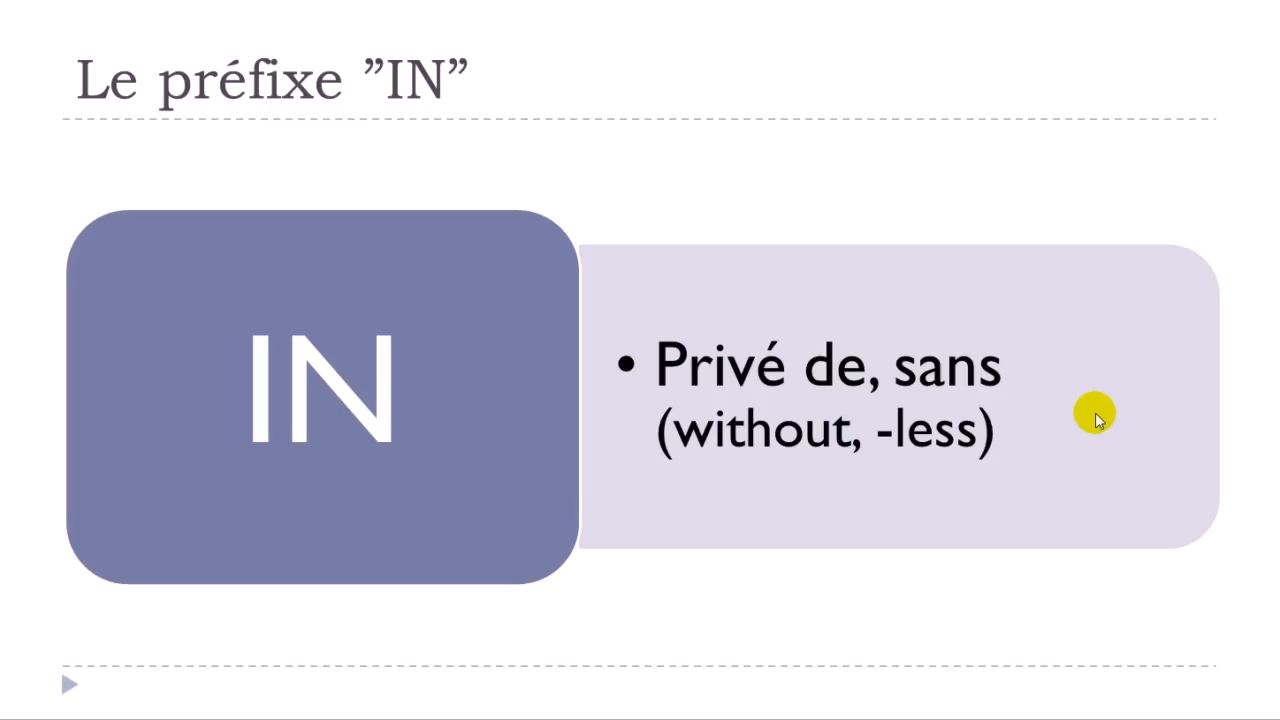 Le préfixe ”IN”
IN
• Privé de, sans
(without, -less)